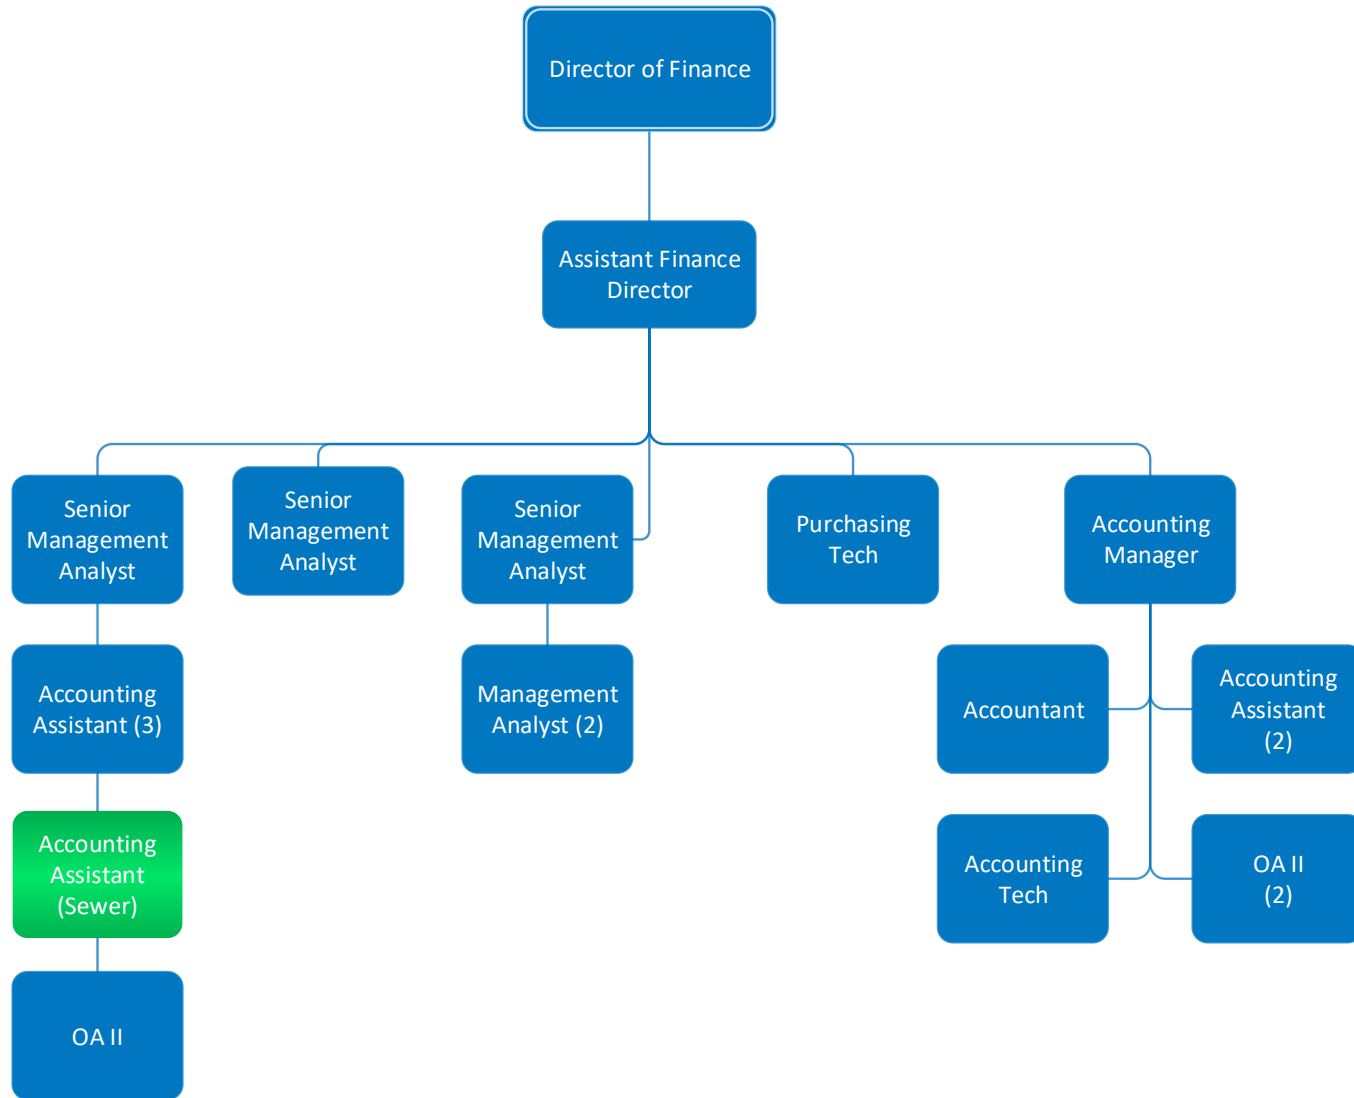 Director of Finance
Assistant Finance
Director
Senior
Management
Analyst
Senior
Management
Analyst
Senior
Management
Analyst
Purchasing
Tech
Accounting
Manager
Accounting
Assistant (3)
Management
Analyst (2)
Accountant
Accounting
Assistant
(2)
Accounting
Assistant
(Sewer)
Accounting
Tech
OA II
(2)
OA II